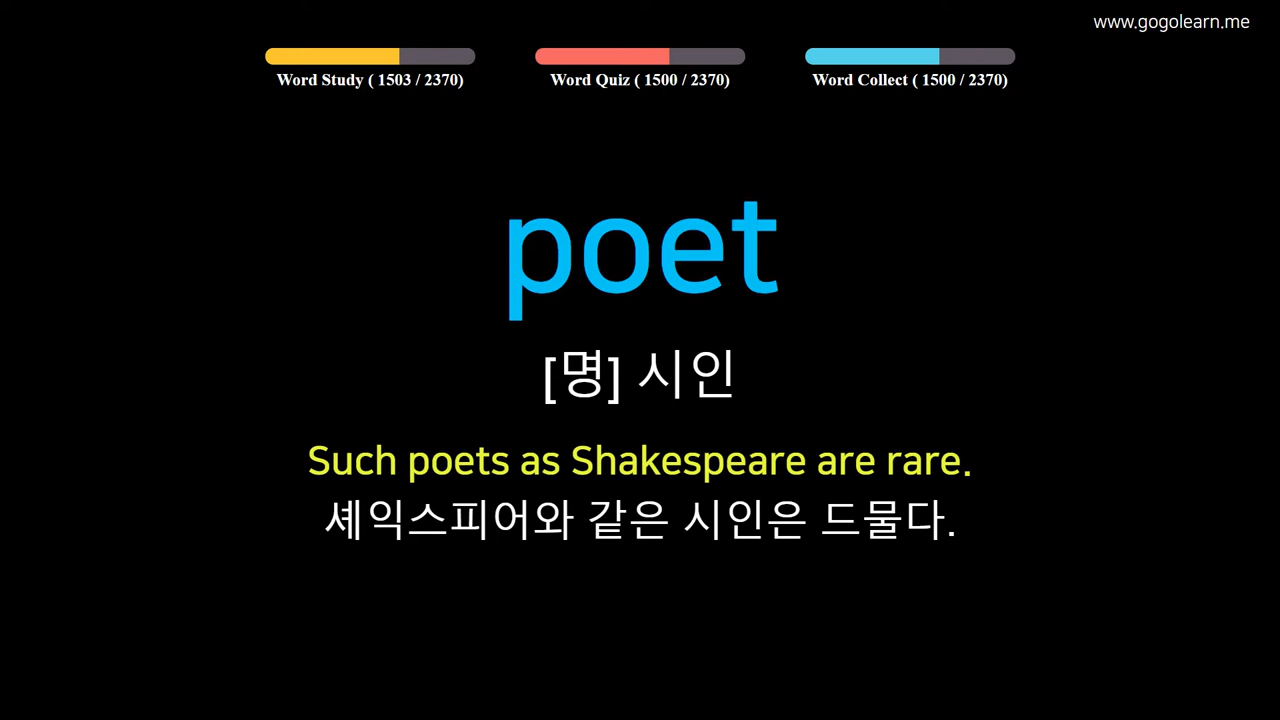 www.gogolearn.me
Word Study ( 1503 / 2370)
Word Quiz ( 1500 / 2370)
Word Collect ( 1500 / 2370)
poet
[명] 시인
Such poets as Shakespeare are rare.
셰익스피어와 같은 시인은 드물다.